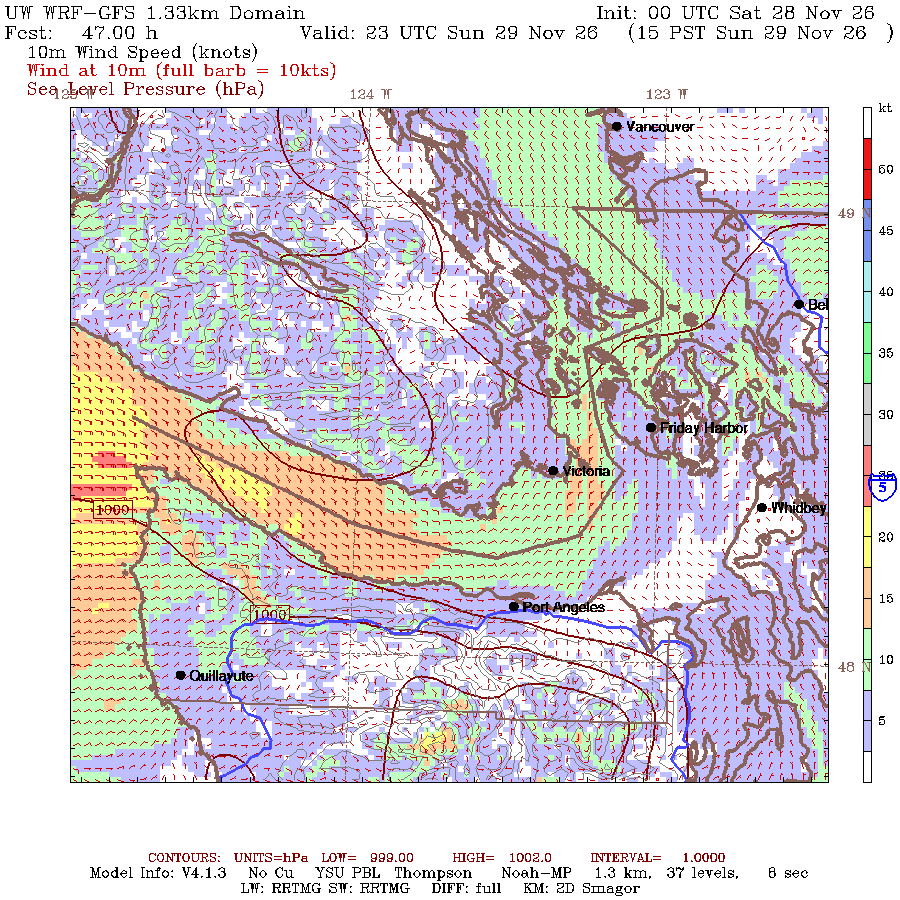 UW WRF-GFS 1.33km Domain Init: 00 UTC Sat 28 Nov 26
Fcst: 47.00 h Valid: 23 UTC Sun 29 Nov 26 (15 PST Sun 29 Nov 26 )
10m Wind Speed (knots)
Wind at 10m (full barb = 10kts)
Sea Level Pressure (hPa)
125 W 124 W 123 W
kt
Vancouver
60
49 N
45
40
Bel
35
30
Friday Harbor
Victoria
25
5
1000
Whidbey
20
Port Angeles
15
1000
10
48 N
Quillayute
5
CONTOURS: UNITS=hPa LOW= 999.00 HIGH= 1002.0 INTERVAL= 1.0000
Model Info: V4.1.3 No Cu YSU PBL Thompson Noah-MP 1.3 km, 37 levels, 8 sec
LW: RRTMG SW: RRTMG DIFF: full KM: 2D Smagor